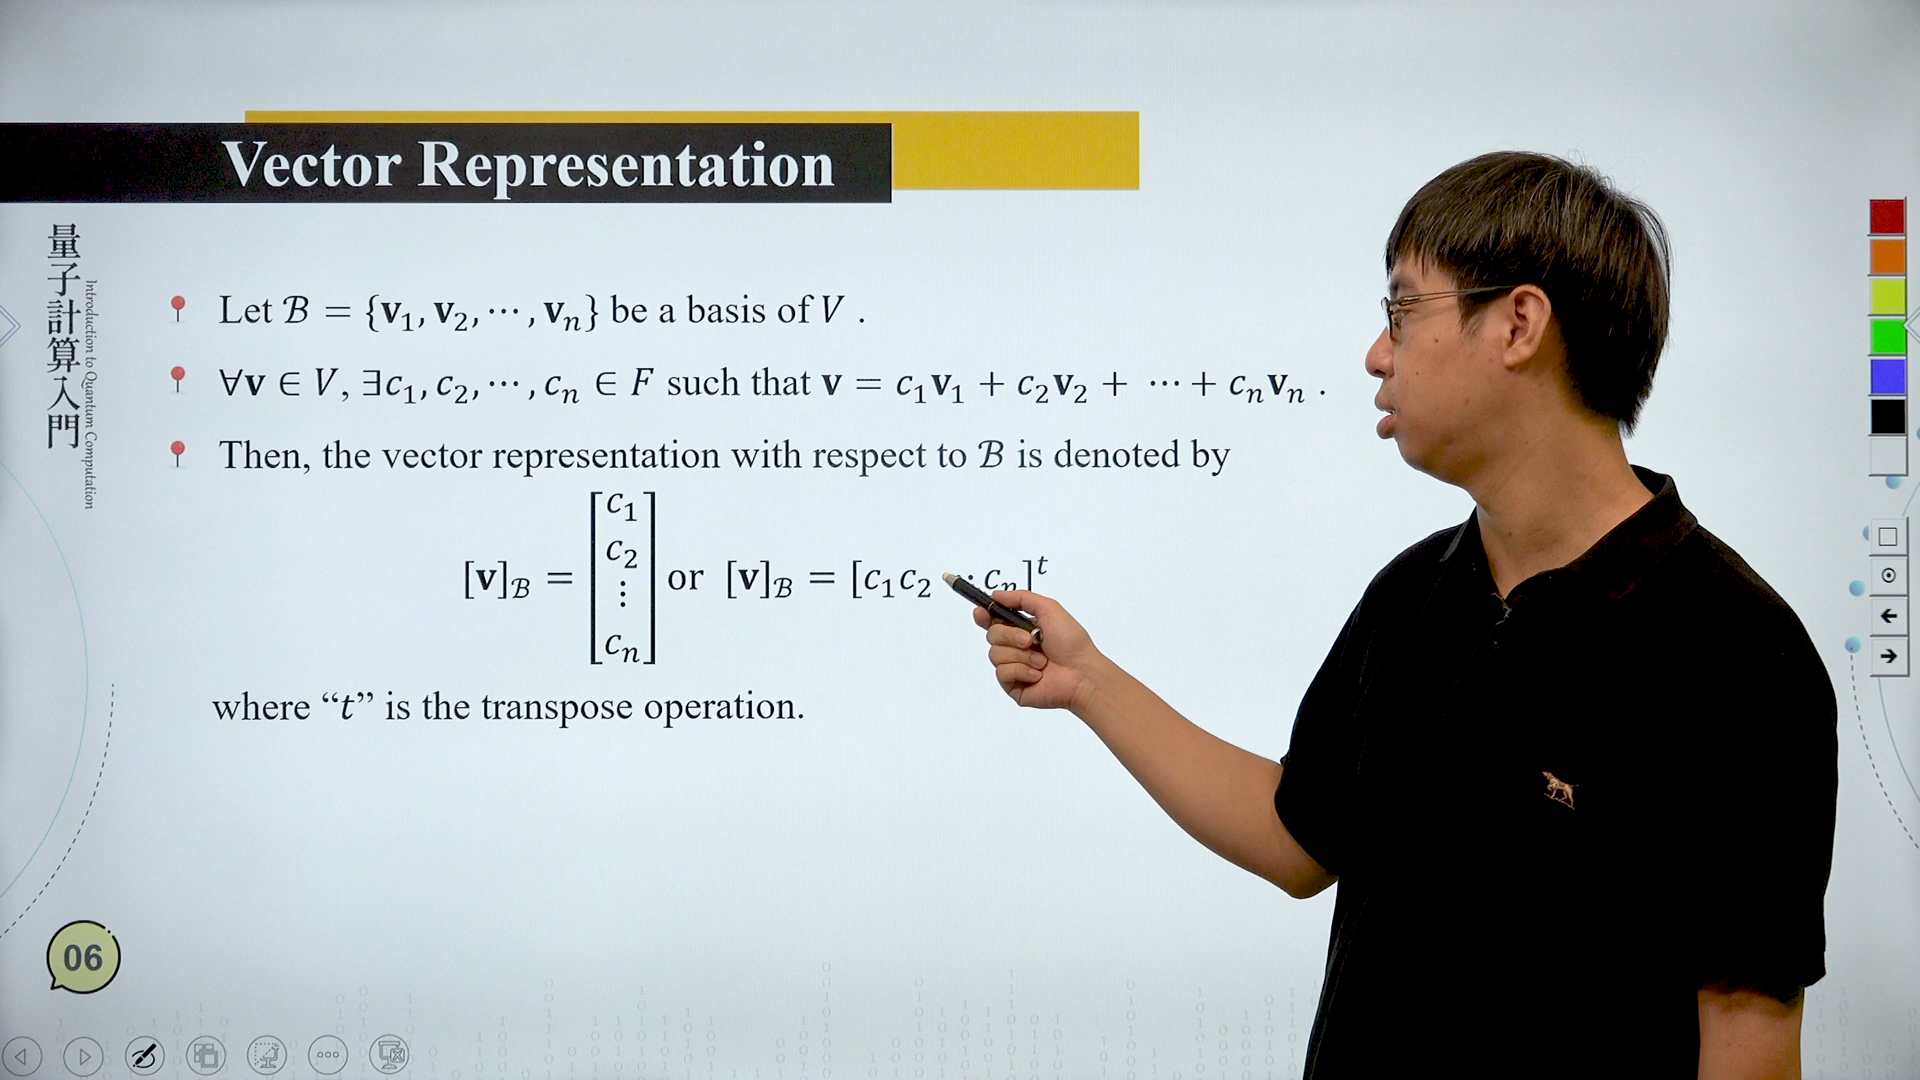 Vector Representation
量子計算入門
Introduction to Quantum Computation
Let ℬ = {v₁, v₂, ⋯, vₙ} be a basis of V .
∀v ∈ V, ∃c₁, c₂, ⋯, cₙ ∈ F such that v = c₁v₁ + c₂v₂ + ⋯ + cₙvₙ .
Then, the vector representation with respect to ℬ is denoted by
[v]ℬ = [c₁ c₂ ⋮ cₙ] or [v]ℬ = [c₁c₂ ⋯ cₙ]ᵗ
where “t” is the transpose operation.
06